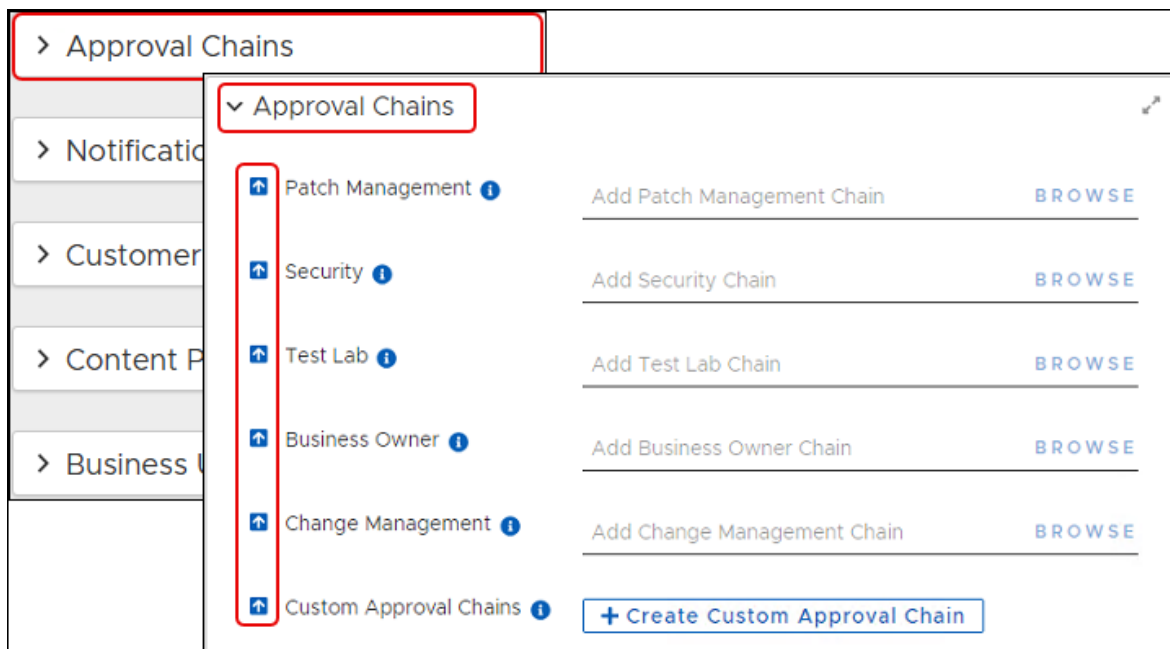 Approval Chains
Notificatio
Customer
Content P
Business
Approval Chains
Patch Management
Add Patch Management Chain BROWSE
Security
Add Security Chain BROWSE
Test Lab
Add Test Lab Chain BROWSE
Business Owner
Add Business Owner Chain BROWSE
Change Management
Add Change Management Chain BROWSE
Custom Approval Chains
+ Create Custom Approval Chain